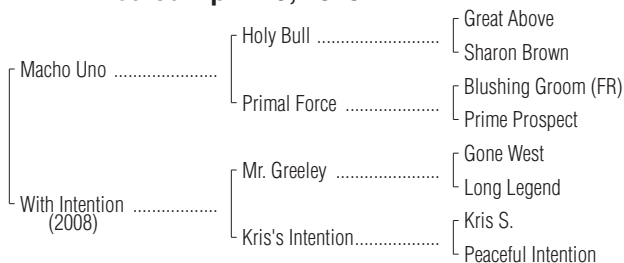 Great Above
Holy Bull ...............................
Sharon Brown
Macho Uno .....................
Blushing Groom (FR)
Primal Force ........................
Prime Prospect
Gone West
Mr. Greeley ..........................
Long Legend
With Intention .....................
(2008)
Kris S.
Kris's Intention.....................
Peaceful Intention